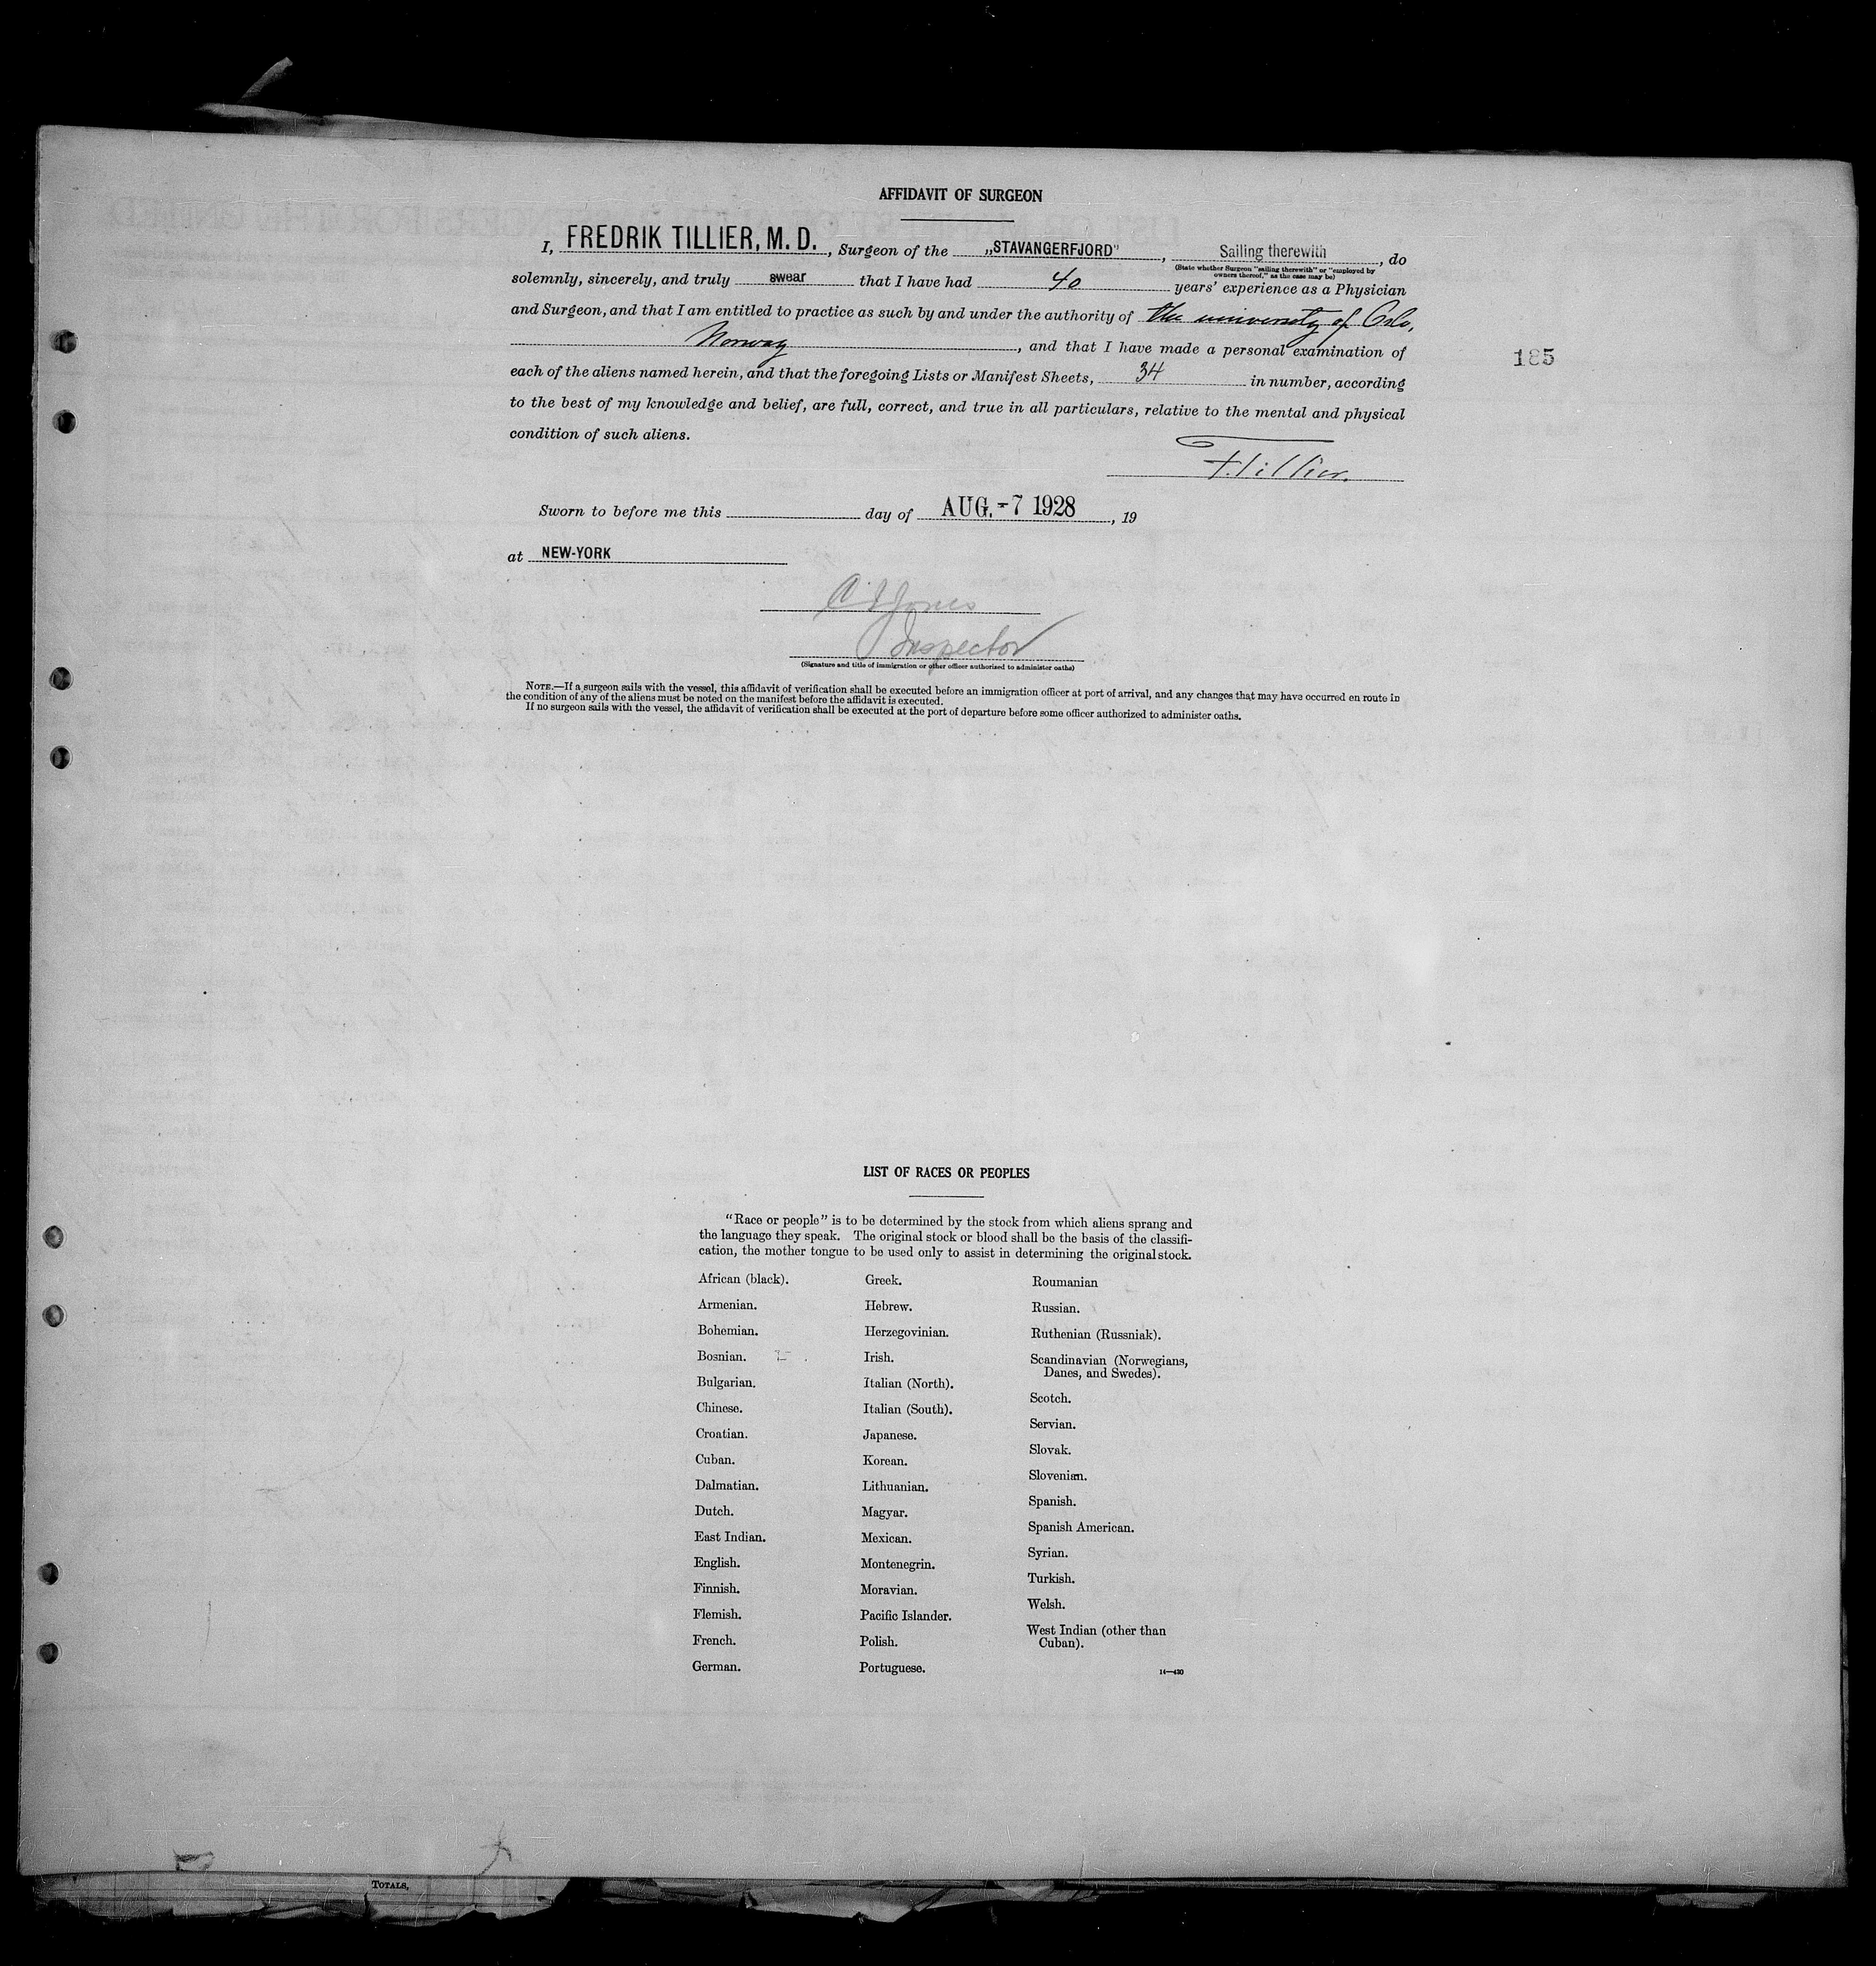 AFFIDAVIT OF SURGEON
I, FREDRIK TILLIER, M. D., Surgeon of the „STAVANGERFJORD", Sailing therewith, do
(State whether Surgeon "sailing therewith" or "employed by
owners thereof," as the case may be)
solemnly, sincerely, and truly swear that I have had 40 years' experience as a Physician
and Surgeon, and that I am entitled to practice as such by and under the authority of the university of Oslo,
Norway, and that I have made a personal examination of
185
each of the aliens named herein, and that the foregoing Lists or Manifest Sheets, 34 in number, according
to the best of my knowledge and belief, are full, correct, and true in all particulars, relative to the mental and physical
condition of such aliens.
F. Tillier.
Sworn to before me this day of AUG. -7 1928, 19
at NEW-YORK
Jones
Inspector
(Signature and title of immigration or other officer authorized to administer oaths)
NOTE.—If a surgeon sails with the vessel, this affidavit of verification shall be executed before an immigration officer at port of arrival, and any changes that may have occurred en route in
the condition of any of the aliens must be noted on the manifest before the affidavit is executed.
If no surgeon sails with the vessel, the affidavit of verification shall be executed at the port of departure before some officer authorized to administer oaths.
LIST OF RACES OR PEOPLES
"Race or people" is to be determined by the stock from which aliens sprang and
the language they speak. The original stock or blood shall be the basis of the classifi-
cation, the mother tongue to be used only to assist in determining the original stock.
African (black).
Armenian.
Bohemian.
Bosnian.
Bulgarian.
Chinese.
Croatian.
Cuban.
Dalmatian.
Dutch.
East Indian.
English.
Finnish.
Flemish.
French.
German.
Greek.
Hebrew.
Herzegovinian.
Irish.
Italian (North).
Italian (South).
Japanese.
Korean.
Lithuanian.
Magyar.
Mexican.
Montenegrin.
Moravian.
Pacific Islander.
Polish.
Portuguese.
Roumanian
Russian.
Ruthenian (Russniak).
Scandinavian (Norwegians,
Danes, and Swedes).
Scotch.
Servian.
Slovak.
Slovenian.
Spanish.
Spanish American.
Syrian.
Turkish.
Welsh.
West Indian (other than
Cuban).
14—430
TOTALS,